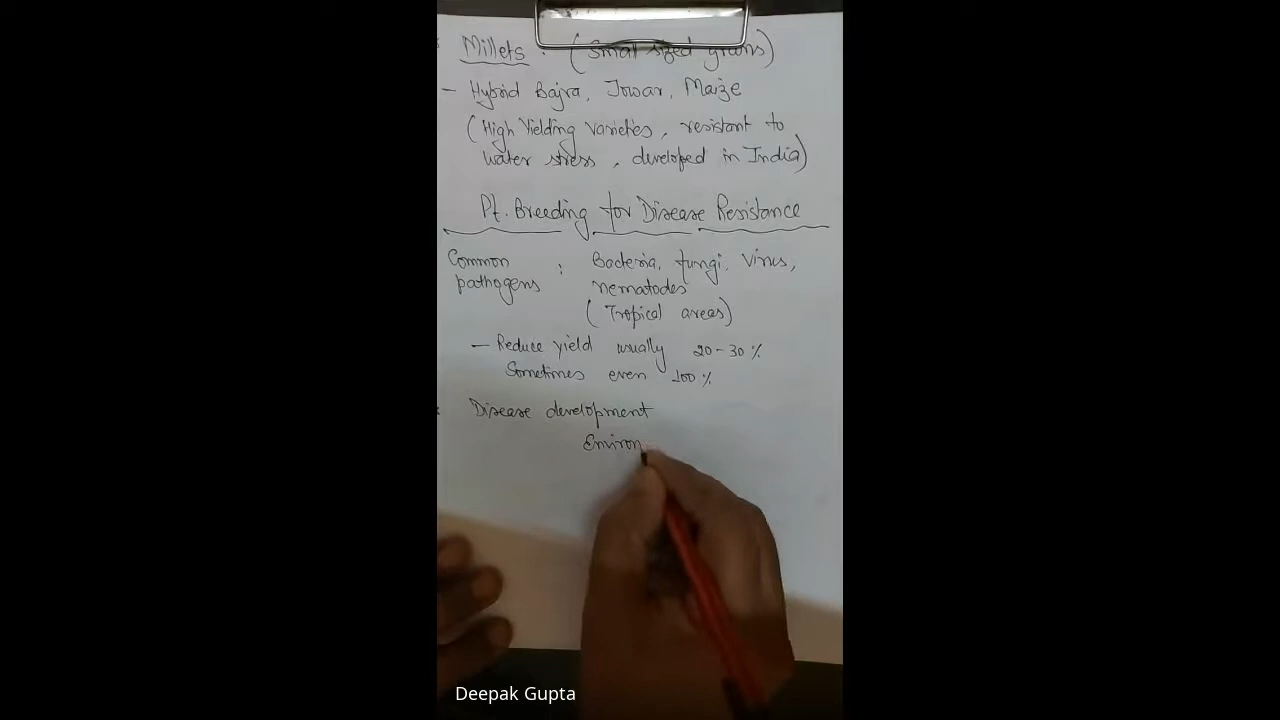 Millets : (Small sized grains)
- Hybrid Bajra, Jowar, Maize
(High Yielding Varieties, resistant to
water stress, developed in India)
Pt. Breeding for Disease Resistance
Common : Bacteria, fungi, Virus,
pathogens nematodes
(Tropical areas)
- Reduce yield usually 20-30%
Sometimes even 100%
Disease development
Environ
Deepak Gupta